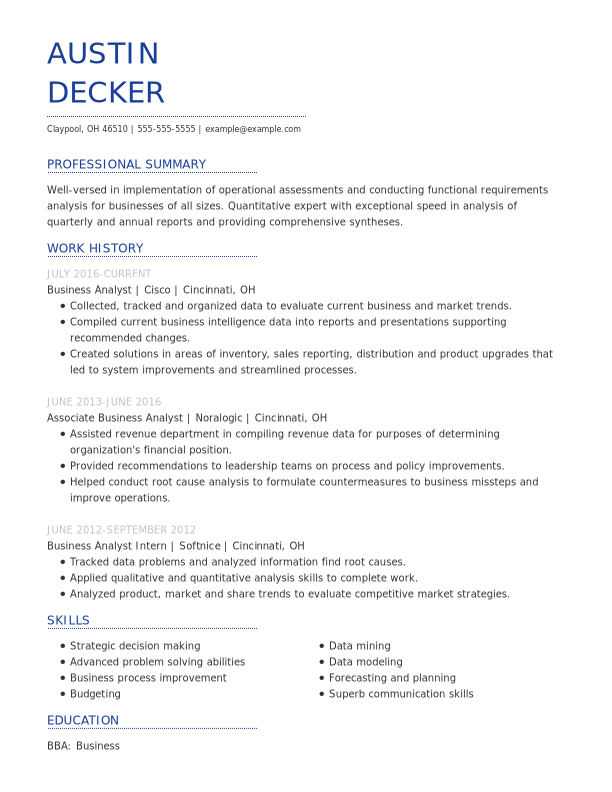 AUSTIN
DECKER
Claypool, OH 46510 | 555-555-5555 | example@example.com
PROFESSIONAL SUMMARY
Well-versed in implementation of operational assessments and conducting functional requirements
analysis for businesses of all sizes. Quantitative expert with exceptional speed in analysis of
quarterly and annual reports and providing comprehensive syntheses.
WORK HISTORY
JULY 2016-CURRENT
Business Analyst | Cisco | Cincinnati, OH
• Collected, tracked and organized data to evaluate current business and market trends.
• Compiled current business intelligence data into reports and presentations supporting
recommended changes.
• Created solutions in areas of inventory, sales reporting, distribution and product upgrades that
led to system improvements and streamlined processes.
JUNE 2013-JUNE 2016
Associate Business Analyst | Noralogic | Cincinnati, OH
• Assisted revenue department in compiling revenue data for purposes of determining
organization's financial position.
• Provided recommendations to leadership teams on process and policy improvements.
• Helped conduct root cause analysis to formulate countermeasures to business missteps and
improve operations.
JUNE 2012-SEPTEMBER 2012
Business Analyst Intern | Softnice | Cincinnati, OH
• Tracked data problems and analyzed information find root causes.
• Applied qualitative and quantitative analysis skills to complete work.
• Analyzed product, market and share trends to evaluate competitive market strategies.
SKILLS
• Strategic decision making
• Advanced problem solving abilities
• Business process improvement
• Budgeting
• Data mining
• Data modeling
• Forecasting and planning
• Superb communication skills
EDUCATION
BBA: Business